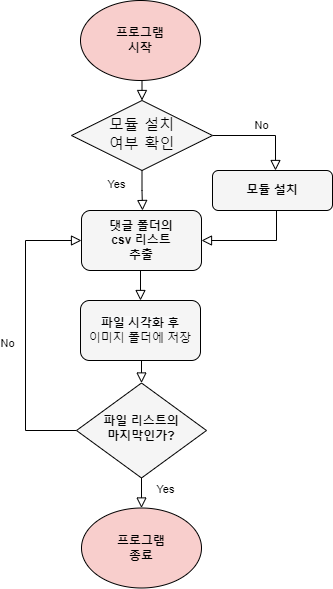 프로그램
시작
모듈 설치
여부 확인
No
Yes
모듈 설치
댓글 폴더의
csv 리스트
추출
파일 시각화 후
이미지 폴더에 저장
No
파일 리스트의
마지막인가?
Yes
프로그램
종료